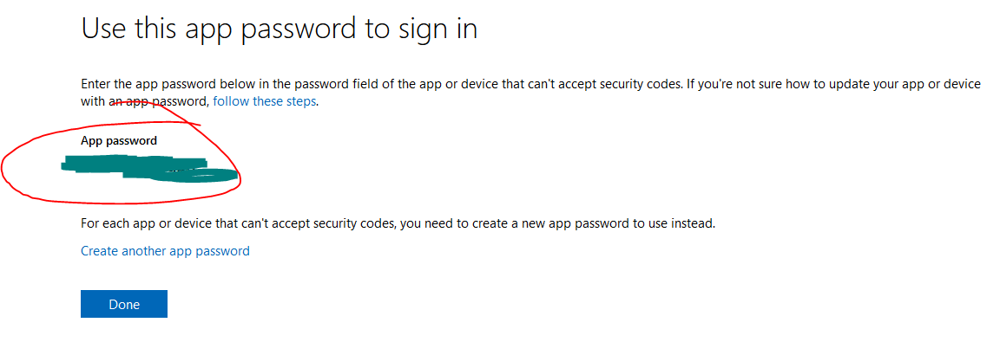 Use this app password to sign in
Enter the app password below in the password field of the app or device that can't accept security codes. If you're not sure how to update your app or device
with an app password, follow these steps.
App password
For each app or device that can't accept security codes, you need to create a new app password to use instead.
Create another app password
Done